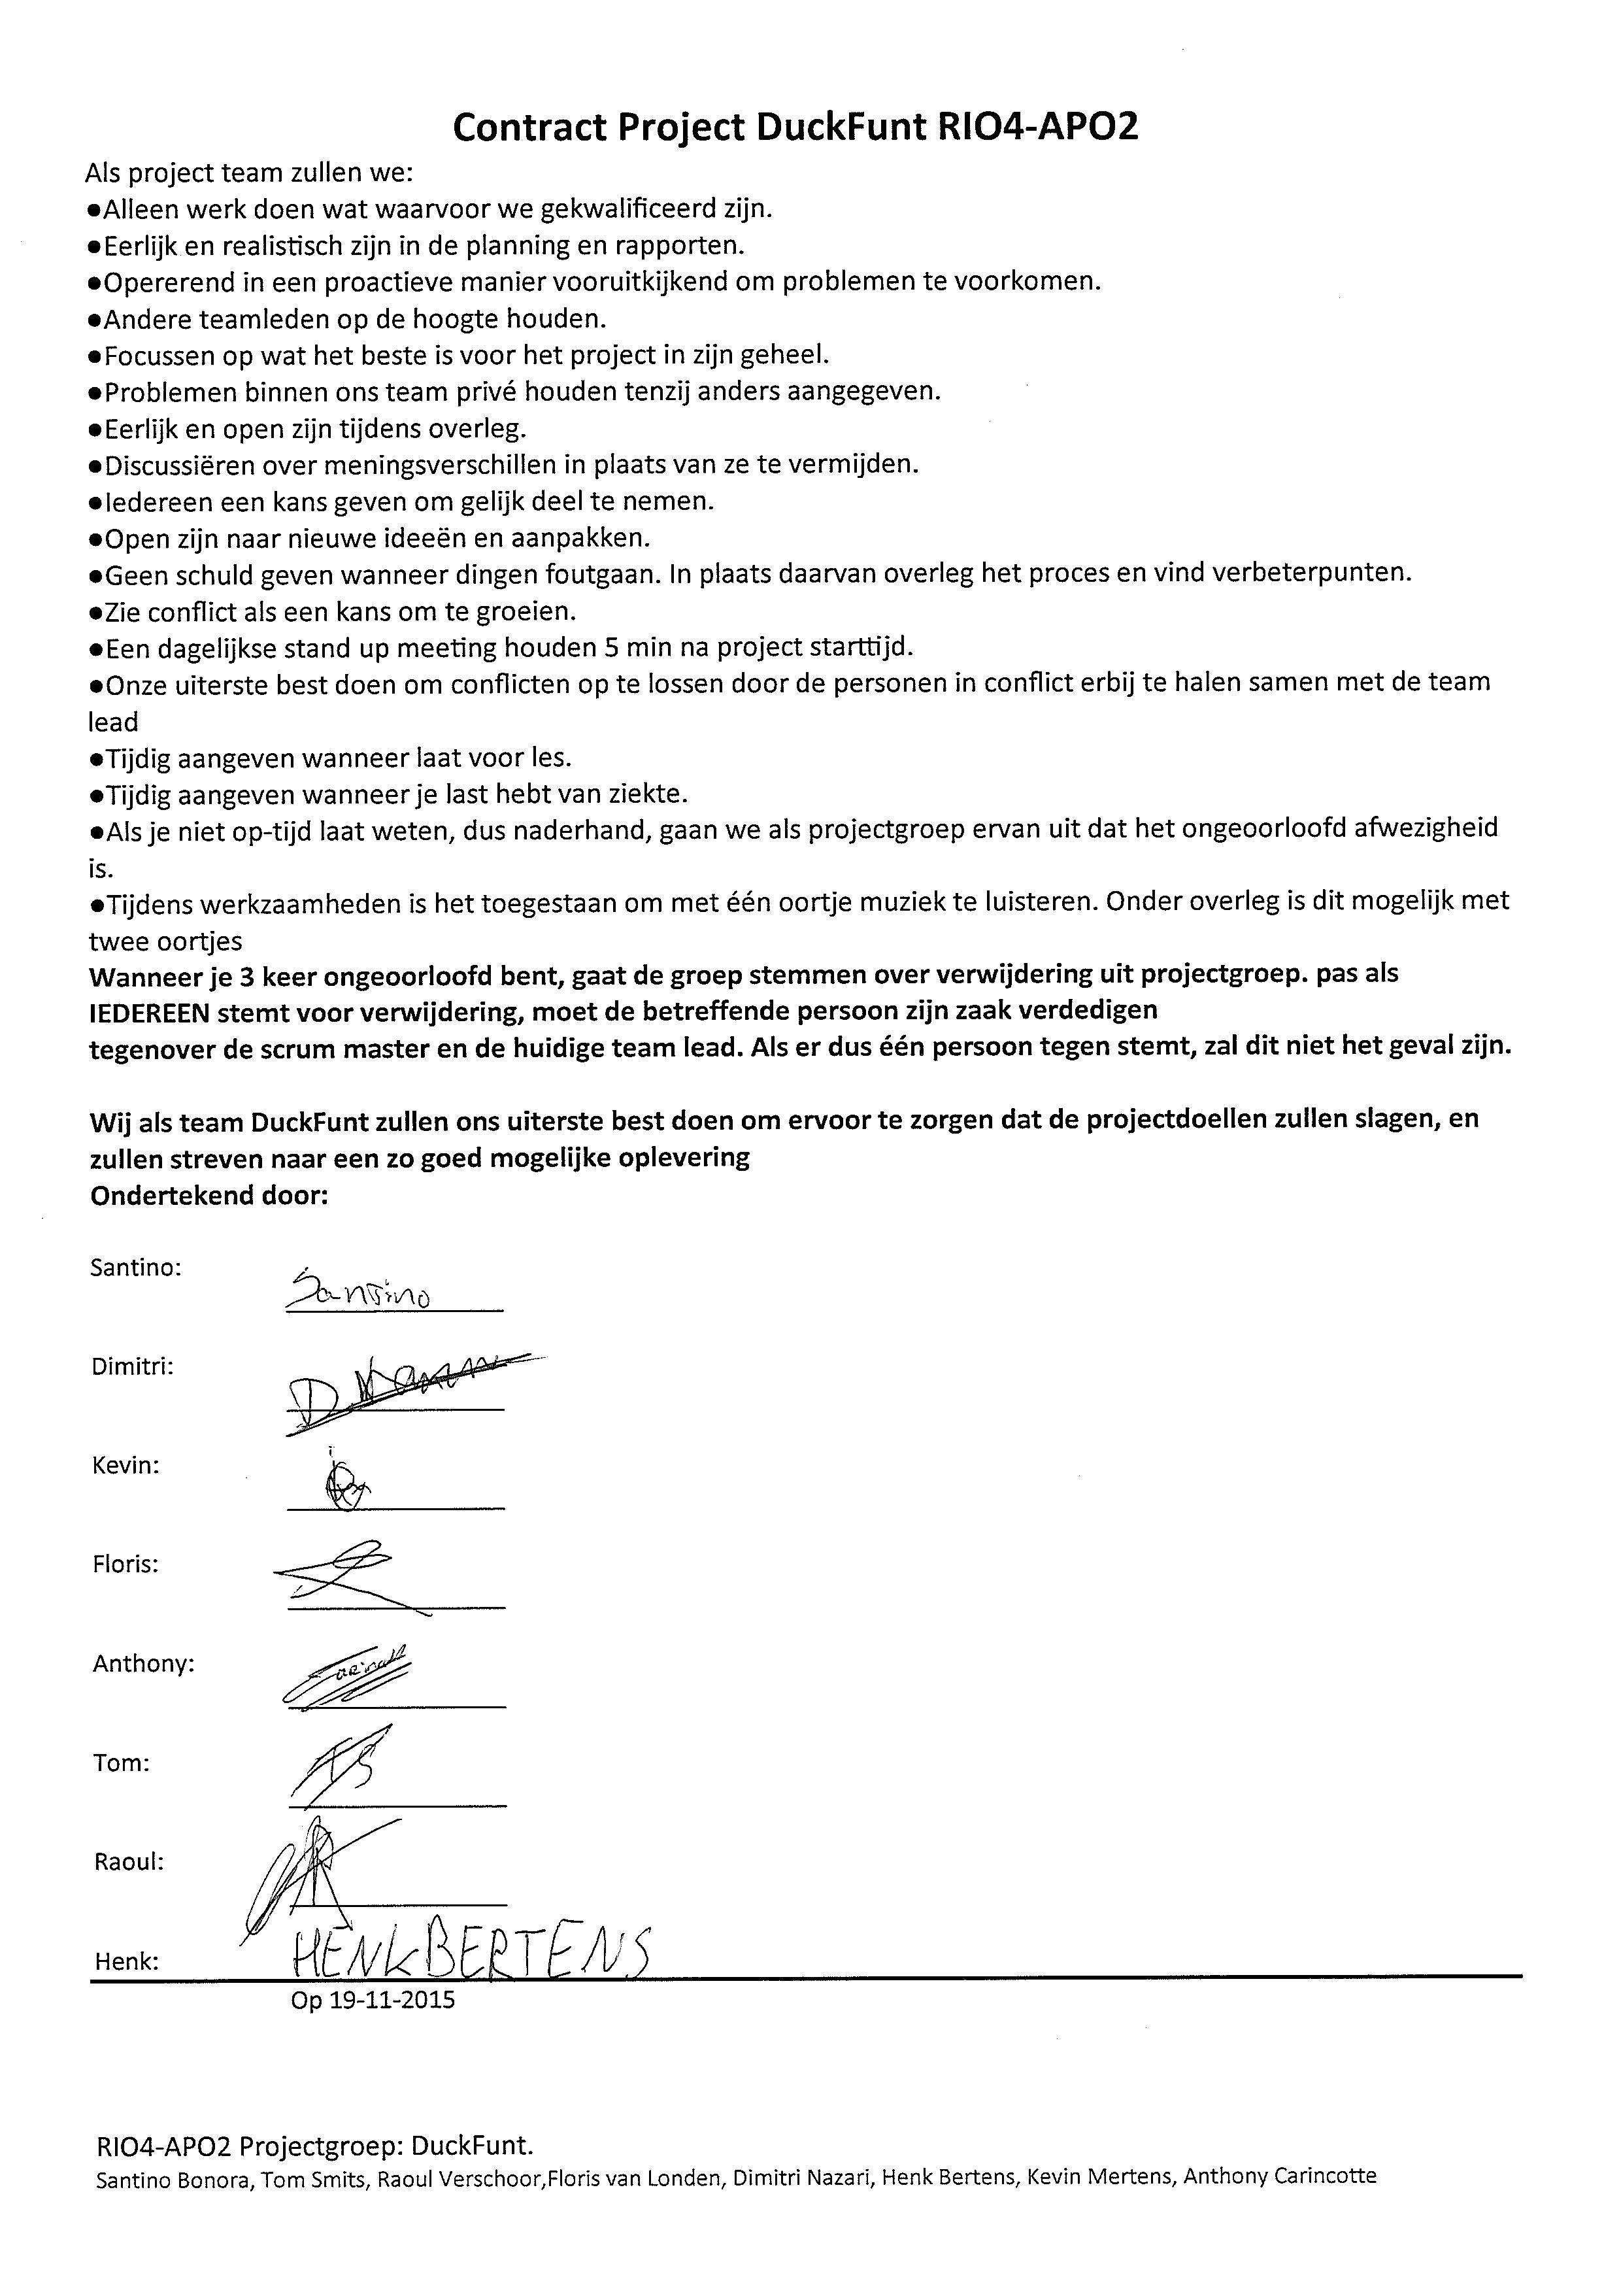 Contract Project DuckFunt RIO4-APO2
Als project team zullen we:
●Alleen werk doen wat waarvoor we gekwalificeerd zijn.
●Eerlijk en realistisch zijn in de planning en rapporten.
●Opererend in een proactieve manier vooruitkijkend om problemen te voorkomen.
●Andere teamleden op de hoogte houden.
●Focussen op wat het beste is voor het project in zijn geheel.
●Problemen binnen ons team privé houden tenzij anders aangegeven.
●Eerlijk en open zijn tijdens overleg.
●Discussiëren over meningsverschillen in plaats van ze te vermijden.
●Iedereen een kans geven om gelijk deel te nemen.
●Open zijn naar nieuwe ideeën en aanpakken.
●Geen schuld geven wanneer dingen foutgaan. In plaats daarvan overleg het proces en vind verbeterpunten.
●Zie conflict als een kans om te groeien.
●Een dagelijkse stand up meeting houden 5 min na project starttijd.
●Onze uiterste best doen om conflicten op te lossen door de personen in conflict erbij te halen samen met de team
lead
●Tijdig aangeven wanneer laat voor les.
●Tijdig aangeven wanneer je last hebt van ziekte.
●Als je niet op-tijd laat weten, dus naderhand, gaan we als projectgroep ervan uit dat het ongeoorloofd afwezigheid
is.
●Tijdens werkzaamheden is het toegestaan om met één oortje muziek te luisteren. Onder overleg is dit mogelijk met
twee oortjes
Wanneer je 3 keer ongeoorloofd bent, gaat de groep stemmen over verwijdering uit projectgroep. pas als
IEDEREEN stemt voor verwijdering, moet de betreffende persoon zijn zaak verdedigen
tegenover de scrum master en de huidige team lead. Als er dus één persoon tegen stemt, zal dit niet het geval zijn.
Wij als team DuckFunt zullen ons uiterste best doen om ervoor te zorgen dat de projectdoellen zullen slagen, en
zullen streven naar een zo goed mogelijke oplevering
Ondertekend door:
Santino: Santino
Dimitri:
Kevin:
Floris:
Anthony:
Tom:
Raoul:
Henk: HENK BERTENS
Op 19-11-2015
RIO4-APO2 Projectgroep: DuckFunt.
Santino Bonora, Tom Smits, Raoul Verschoor,Floris van Londen, Dimitri Nazari, Henk Bertens, Kevin Mertens, Anthony Carincotte